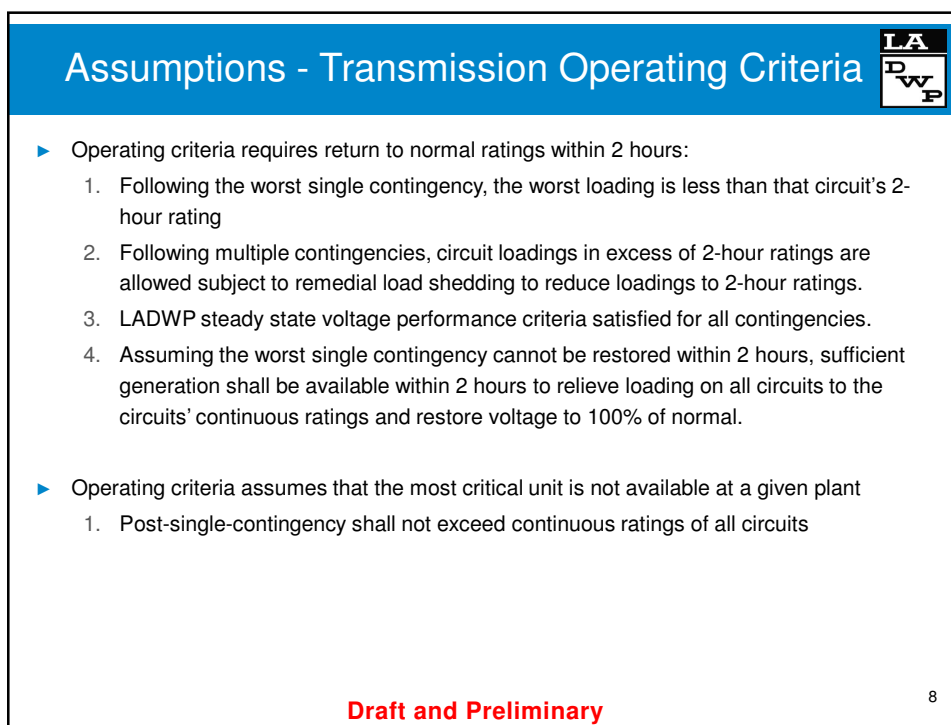 Assumptions - Transmission Operating Criteria
LA
D
W
P
► Operating criteria requires return to normal ratings within 2 hours:
1. Following the worst single contingency, the worst loading is less than that circuit's 2-
hour rating
2. Following multiple contingencies, circuit loadings in excess of 2-hour ratings are
allowed subject to remedial load shedding to reduce loadings to 2-hour ratings.
3. LADWP steady state voltage performance criteria satisfied for all contingencies.
4. Assuming the worst single contingency cannot be restored within 2 hours, sufficient
generation shall be available within 2 hours to relieve loading on all circuits to the
circuits' continuous ratings and restore voltage to 100% of normal.
► Operating criteria assumes that the most critical unit is not available at a given plant
1. Post-single-contingency shall not exceed continuous ratings of all circuits
Draft and Preliminary
8